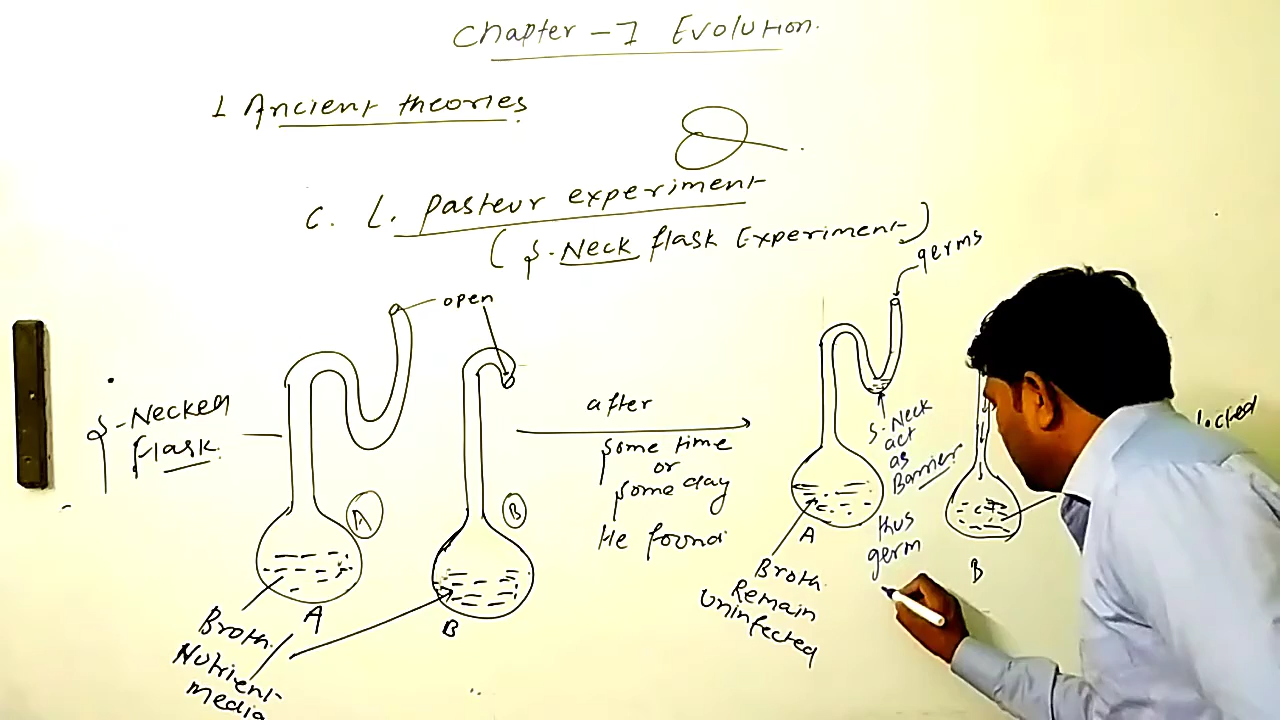 Chapter - 7 Evolution.
1 Ancient theories
C. L. Pasteur experiment
(S-Neck flask Experiment)
germs
open
S-Necked
flask.
after
some time
or
some day
He found
S-Neck
act
as
Barrier
A
B
A
B
A
B
thus
germ
Broth
Remain
Uninfected
Broth.
Nutrient
media